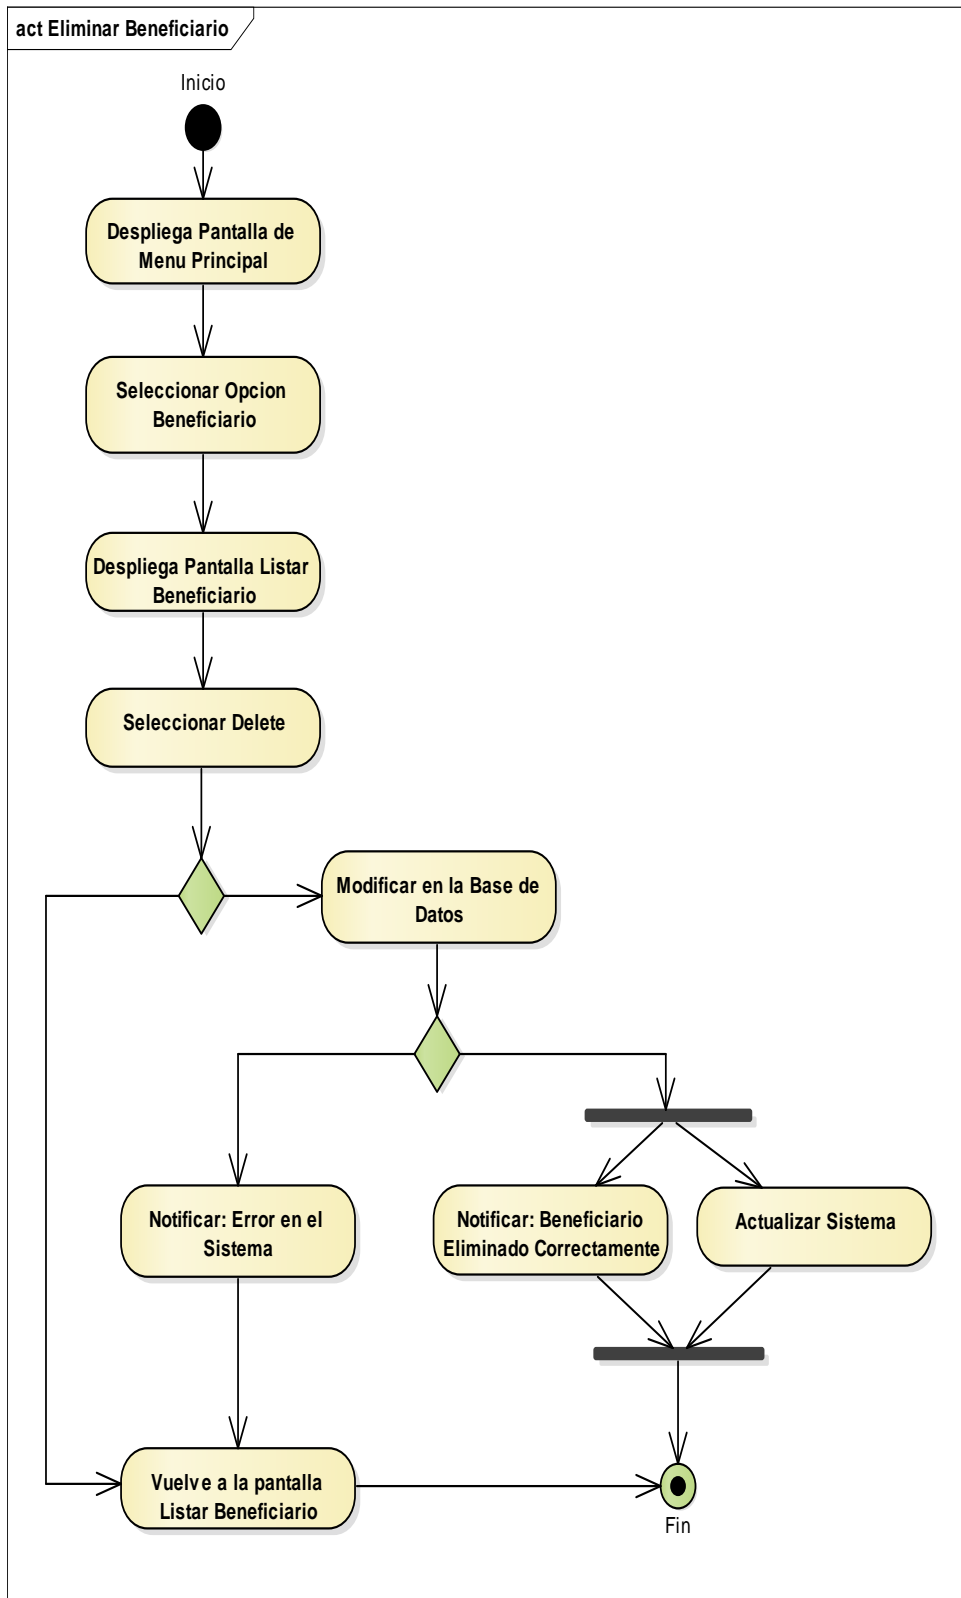 act Eliminar Beneficiario
Inicio
Despliega Pantalla de
Menu Principal
Seleccionar Opcion
Beneficiario
Despliega Pantalla Listar
Beneficiario
Seleccionar Delete
Modificar en la Base de
Datos
Notificar: Error en el
Sistema
Notificar: Beneficiario
Eliminado Correctamente
Actualizar Sistema
Vuelve a la pantalla
Listar Beneficiario
Fin